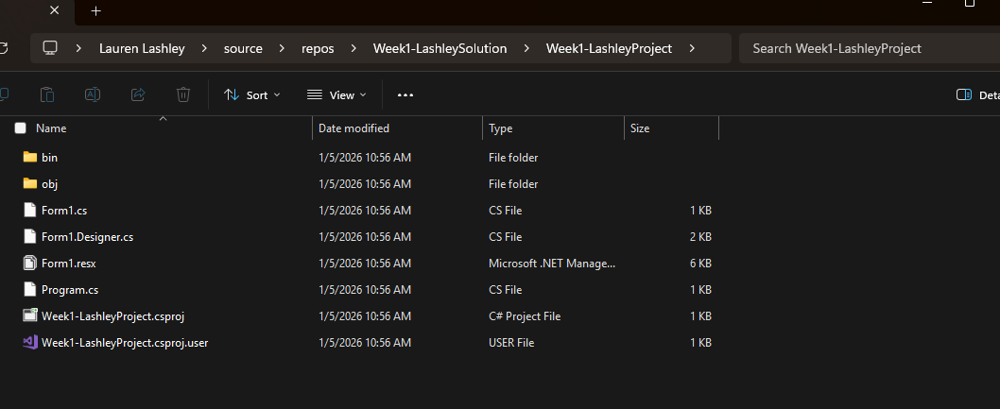 Lauren Lashley > source > repos > Week1-LashleySolution > Week1-LashleyProject >
Search Week1-LashleyProject
Sort
View
Name Date modified Type Size
bin 1/5/2026 10:56 AM File folder
obj 1/5/2026 10:56 AM File folder
Form1.cs 1/5/2026 10:56 AM CS File 1 KB
Form1.Designer.cs 1/5/2026 10:56 AM CS File 2 KB
Form1.resx 1/5/2026 10:56 AM Microsoft .NET Manage... 6 KB
Program.cs 1/5/2026 10:56 AM CS File 1 KB
Week1-LashleyProject.csproj 1/5/2026 10:56 AM C# Project File 1 KB
Week1-LashleyProject.csproj.user 1/5/2026 10:56 AM USER File 1 KB